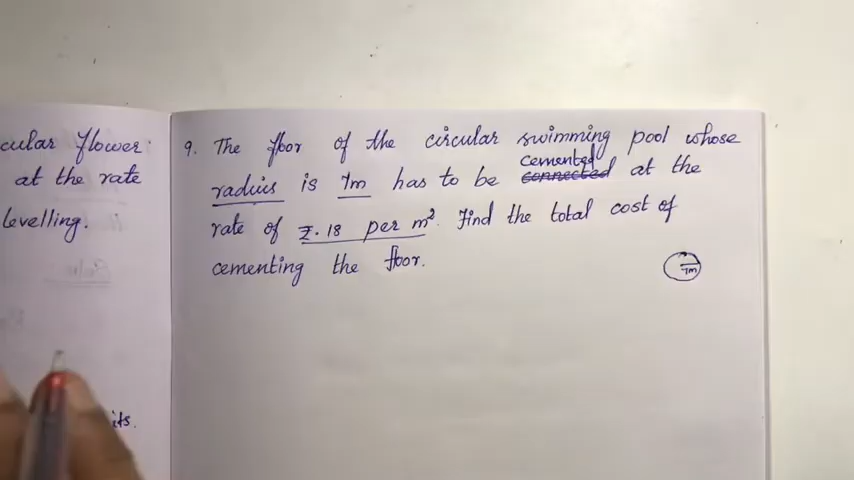 cular flower
at the rate
levelling.
its.
9. The floor of the circular swimming pool whose
radius is 7m has to be connected cemented at the
rate of ₹. 18 per m². Find the total cost of
cementing the floor.
7m